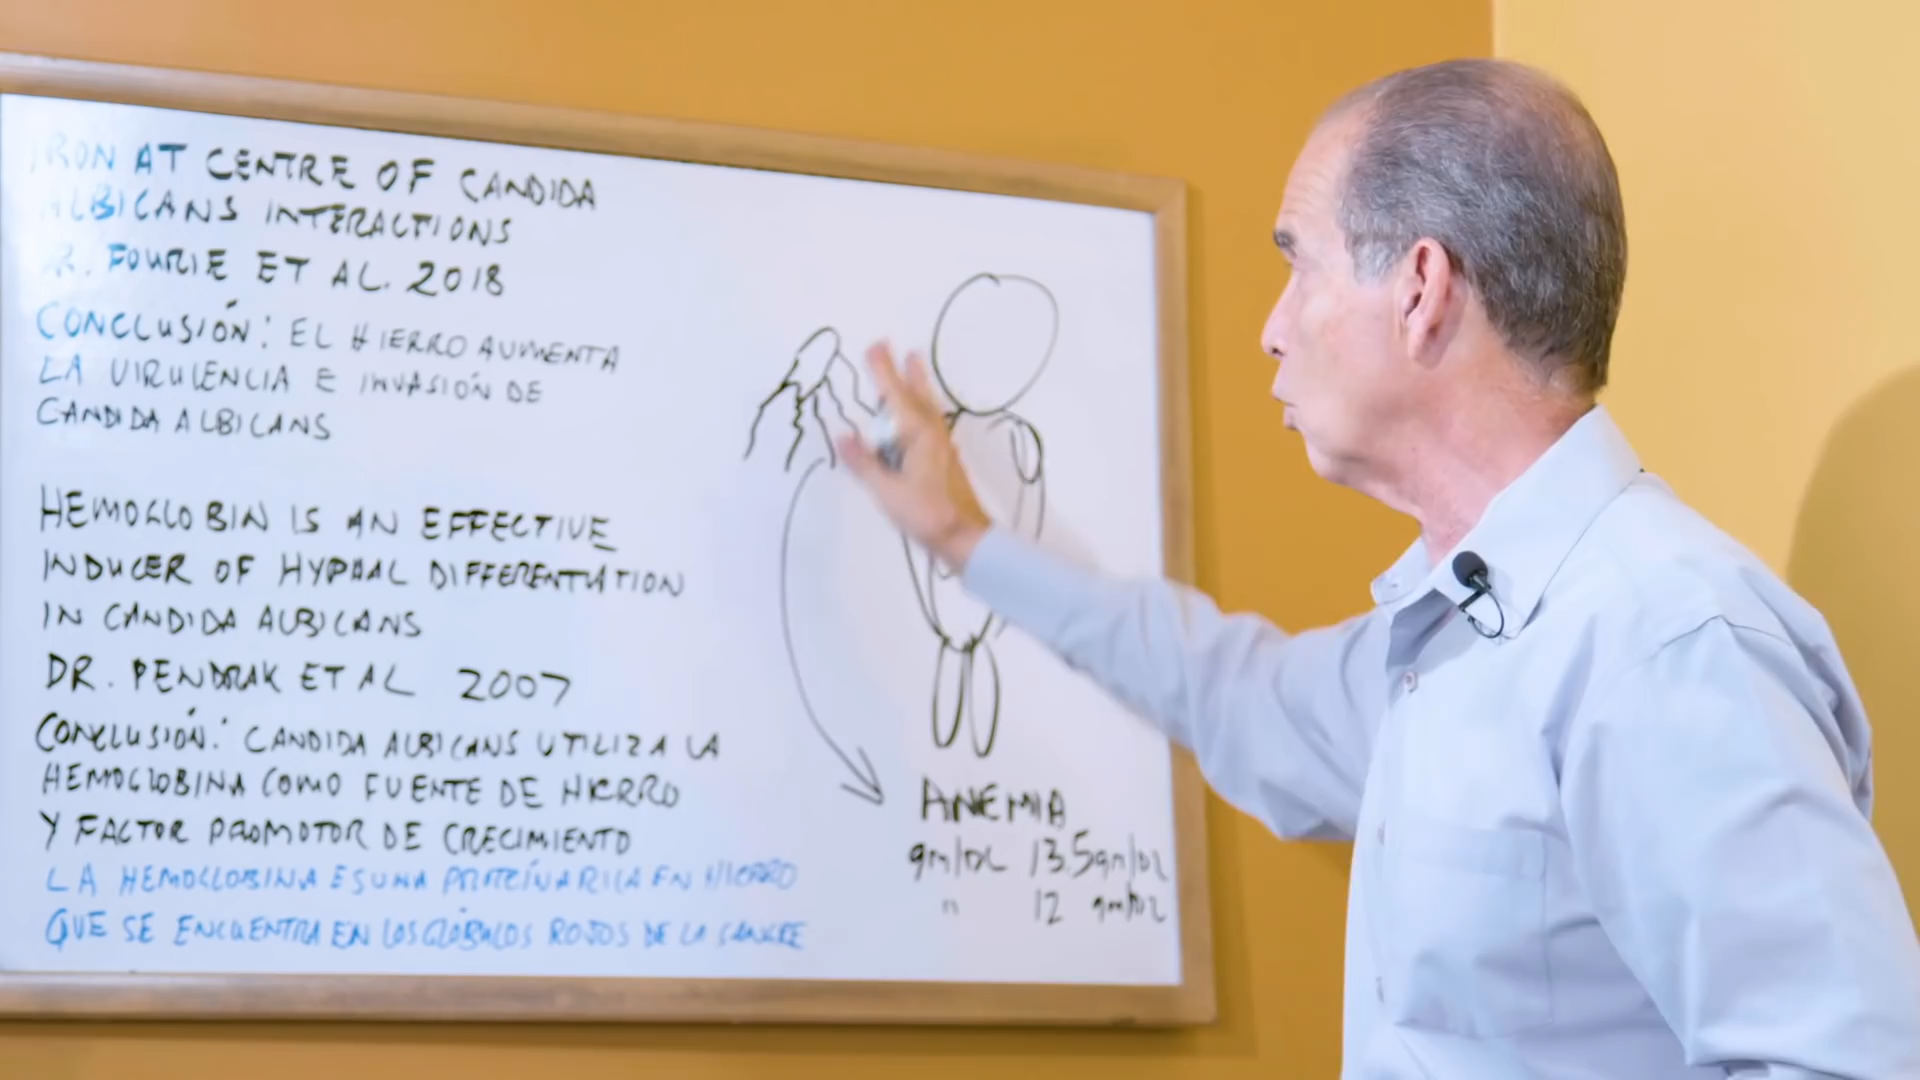 IRON AT CENTRE OF CANDIDA
ALBICANS INTERACTIONS
R. FOURIE ET AL. 2018
CONCLUSIÓN: EL HIERRO AUMENTA
LA VIRULENCIA E INVASIÓN DE
CANDIDA ALBICANS
HEMOGLOBIN IS AN EFFECTIVE
INDUCER OF HYPHAL DIFFERENTIATION
IN CANDIDA ALBICANS
DR. PENDRAK ET AL 2007
CONCLUSIÓN: CANDIDA ALBICANS UTILIZA LA
HEMOGLOBINA COMO FUENTE DE HIERRO
Y FACTOR PROMOTOR DE CRECIMIENTO
LA HEMOGLOBINA ES UNA PROTEÍNA RICA EN HIERRO
QUE SE ENCUENTRA EN LOS GLÓBULOS ROJOS DE LA SANGRE
ANEMIA
gm/DL 13.5 gm/DL
" 12 gm/DL